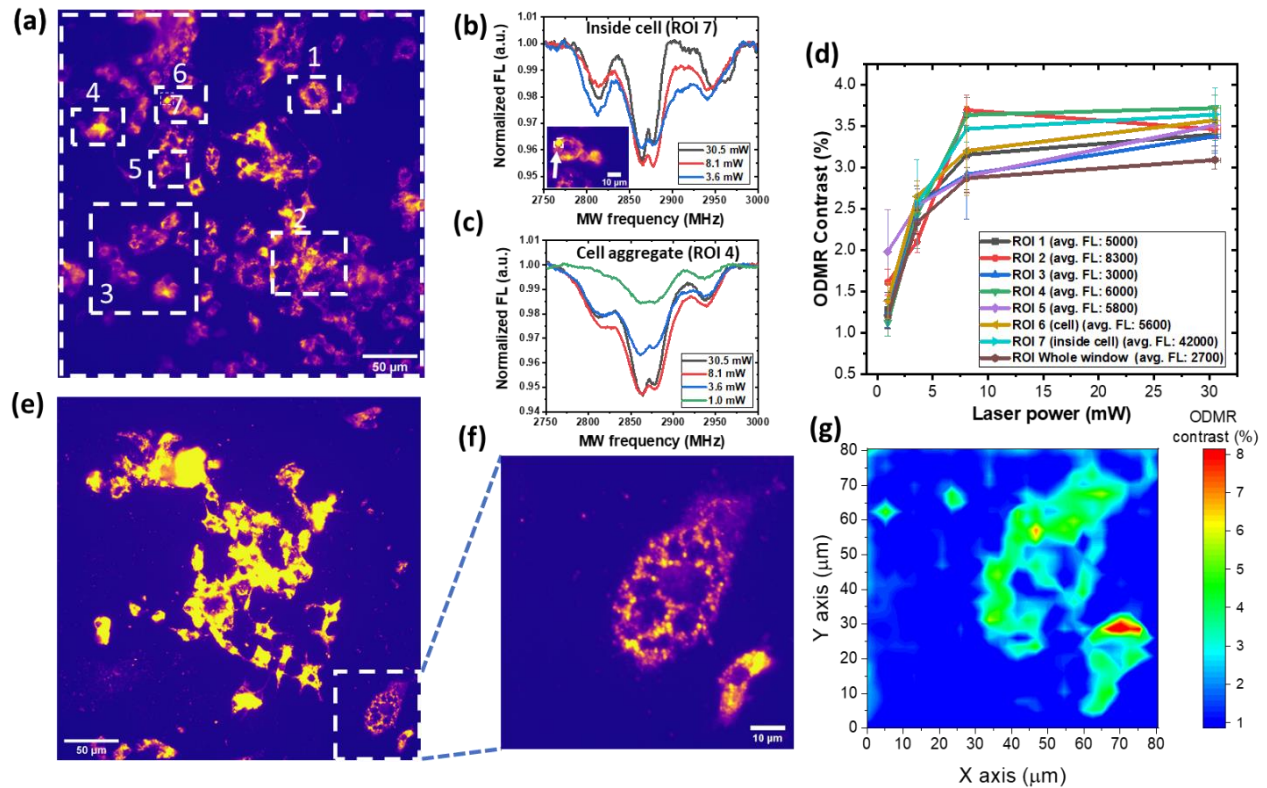 (a)
1
2
3
4
5
6
7
50 µm
(b)
Inside cell (ROI 7)
Normalized FL (a.u.)
1.00
0.99
0.98
0.97
0.96
0.95
10 µm
30.5 mW
8.1 mW
3.6 mW
2750 2800 2850 2900 2950 3000
MW frequency (MHz)
(c)
Cell aggregate (ROI 4)
Normalized FL (a.u.)
1.00
0.99
0.98
0.97
0.96
0.95
0.94
30.5 mW
8.1 mW
3.6 mW
1.0 mW
2750 2800 2850 2900 2950 3000
MW frequency (MHz)
(d)
ODMR Contrast (%)
4.0
3.5
3.0
2.5
2.0
1.5
1.0
0.5
ROI 1 (avg. FL: 5000)
ROI 2 (avg. FL: 8300)
ROI 3 (avg. FL: 3000)
ROI 4 (avg. FL: 6000)
ROI 5 (avg. FL: 5800)
ROI 6 (cell) (avg. FL: 5600)
ROI 7 (inside cell) (avg. FL: 42000)
ROI Whole window (avg. FL: 2700)
0 5 10 15 20 25 30
Laser power (mW)
(e)
50 µm
(f)
10 µm
(g)
ODMR
contrast (%)
8
7
6
5
4
3
2
1
Y axis (µm)
80
70
60
50
40
30
20
10
0
0 10 20 30 40 50 60 70 80
X axis (µm)